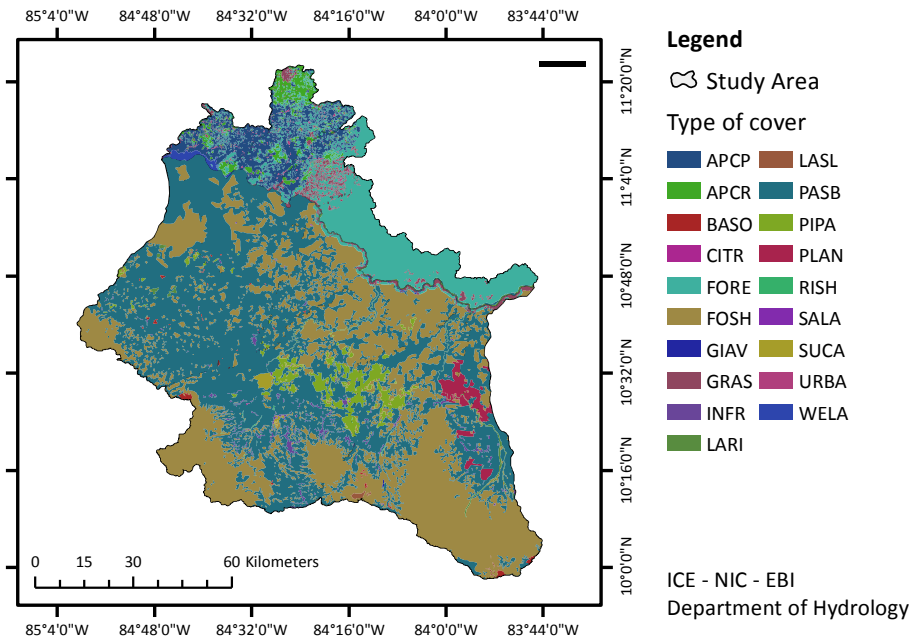 85°4'0"W 84°48'0"W 84°32'0"W 84°16'0"W 84°0'0"W 83°44'0"W
11°20'0"N
11°4'0"N
10°48'0"N
10°32'0"N
10°16'0"N
10°0'0"N
Legend
Study Area
Type of cover
APCP LASL
APCR PASB
BASO PIPA
CITR PLAN
FORE RISH
FOSH SALA
GIAV SUCA
GRAS URBA
INFR WELA
LARI
0 15 30 60 Kilometers
ICE - NIC - EBI
Department of Hydrology
85°4'0"W 84°48'0"W 84°32'0"W 84°16'0"W 84°0'0"W 83°44'0"W